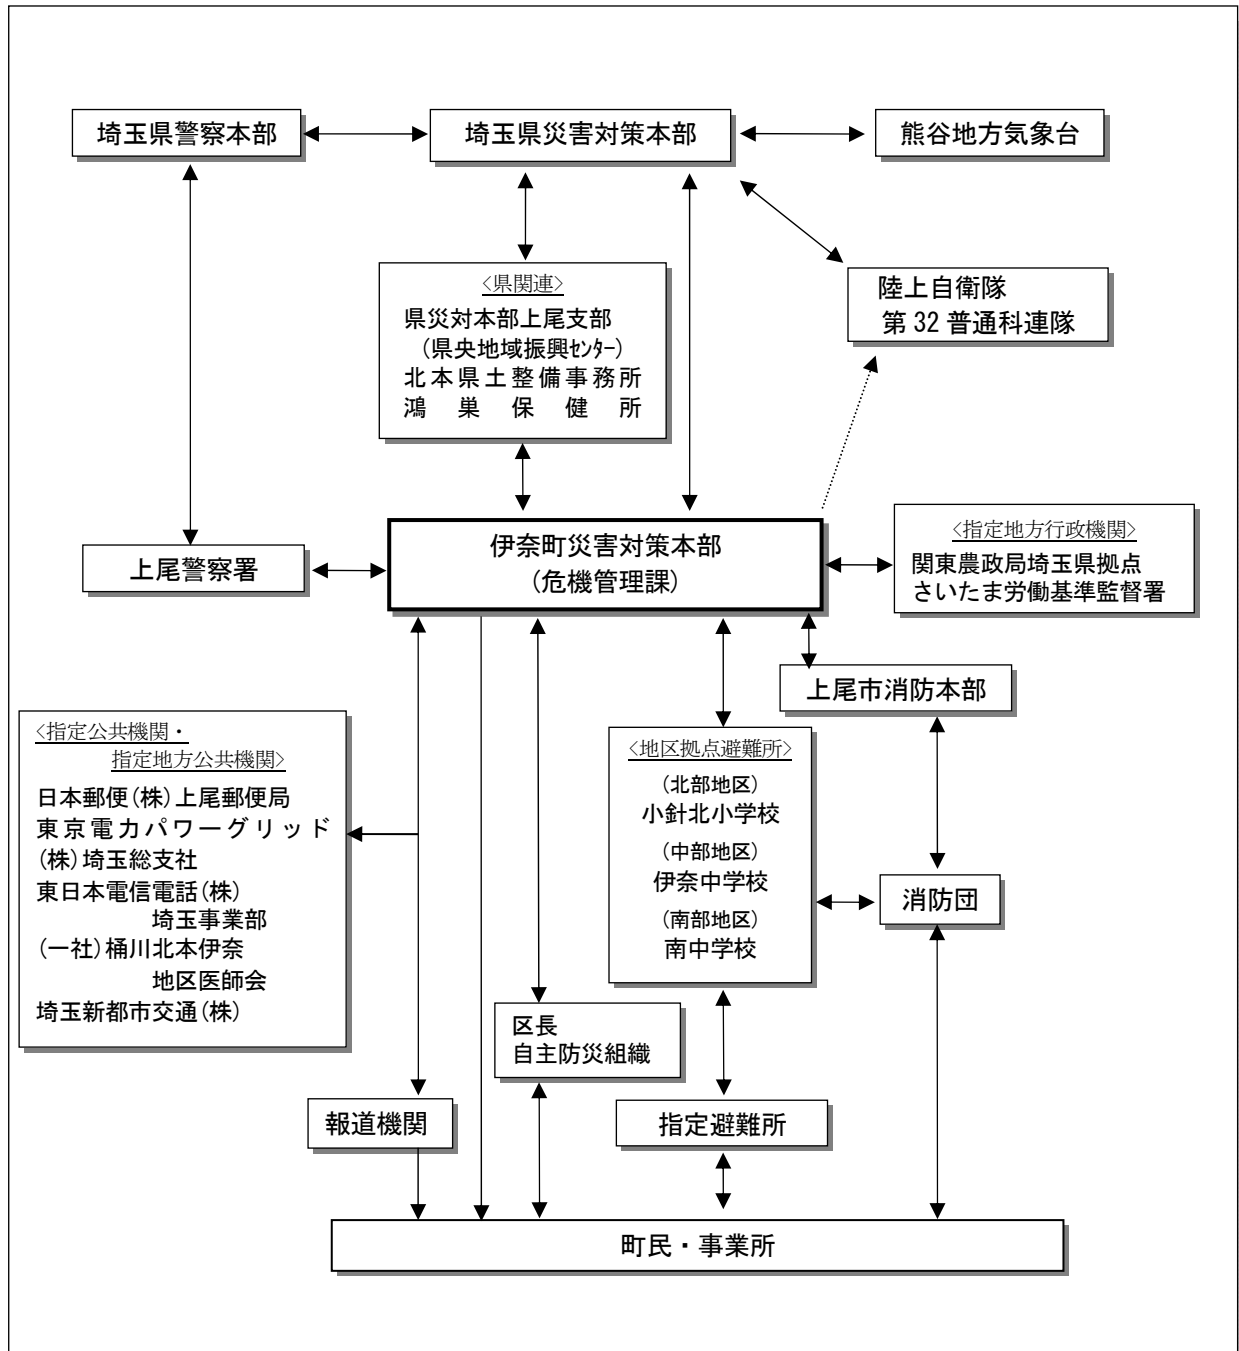 埼玉県警察本部
埼玉県災害対策本部
熊谷地方気象台
<県関連>
県災対本部上尾支部
(県央地域振興ｾﾝﾀｰ)
北本県土整備事務所
鴻巣保健所
陸上自衛隊
第32普通科連隊
上尾警察署
伊奈町災害対策本部
(危機管理課)
<指定地方行政機関>
関東農政局埼玉県拠点
さいたま労働基準監督署
上尾市消防本部
<指定公共機関・
指定地方公共機関>
日本郵便(株)上尾郵便局
東京電力パワーグリッド
(株)埼玉総支社
東日本電信電話(株)
埼玉事業部
(一社)桶川北本伊奈
地区医師会
埼玉新都市交通(株)
<地区拠点避難所>
(北部地区)
小針北小学校
(中部地区)
伊奈中学校
(南部地区)
南中学校
消防団
区長
自主防災組織
報道機関
指定避難所
町民・事業所